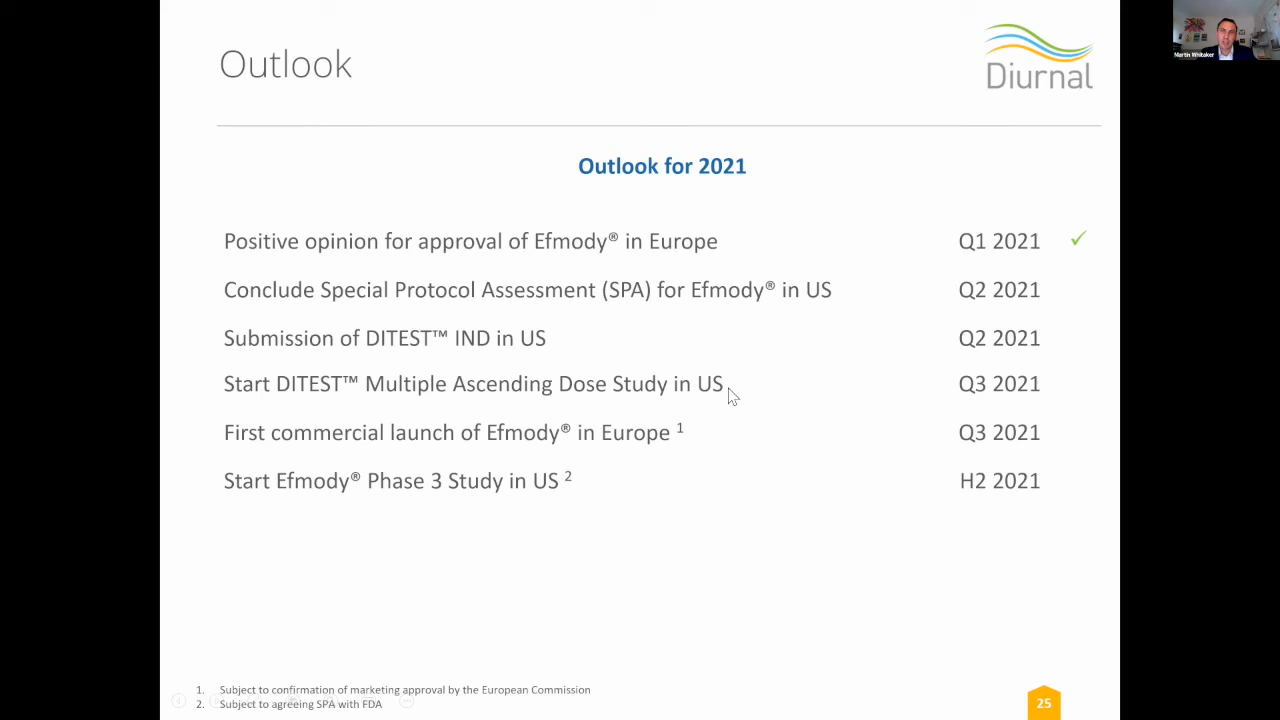 Outlook
Diurnal
Martin Whitaker
Outlook for 2021
Positive opinion for approval of Efmody® in Europe Q1 2021 ✓
Conclude Special Protocol Assessment (SPA) for Efmody® in US Q2 2021
Submission of DITEST™ IND in US Q2 2021
Start DITEST™ Multiple Ascending Dose Study in US Q3 2021
First commercial launch of Efmody® in Europe ¹ Q3 2021
Start Efmody® Phase 3 Study in US ² H2 2021
1. Subject to confirmation of marketing approval by the European Commission
2. Subject to agreeing SPA with FDA
25